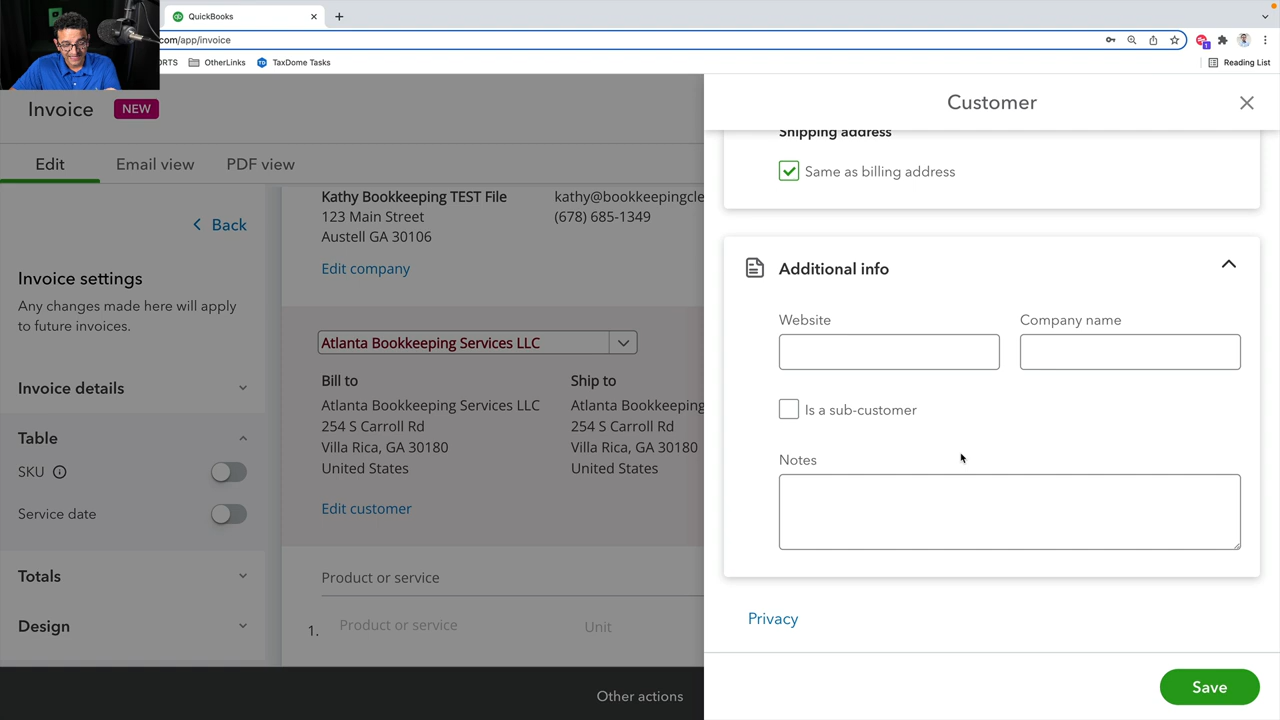 QuickBooks
com/app/invoice
ORTS
OtherLinks
TD
TaxDome Tasks
1
Reading List
Invoice
NEW
Edit
Email view
PDF view
Back
Invoice settings
Any changes made here will apply
to future invoices.
Invoice details
Table
SKU
Service date
Totals
Design
Kathy Bookkeeping TEST File
123 Main Street
Austell GA 30106
Edit company
kathy@bookkeepingcle
(678) 685-1349
Atlanta Bookkeeping Services LLC
Bill to
Atlanta Bookkeeping Services LLC
254 S Carroll Rd
Villa Rica, GA 30180
United States
Ship to
Atlanta Bookkeeping
254 S Carroll Rd
Villa Rica, GA 30180
United States
Edit customer
Product or service
1.
Product or service
Unit
Other actions
Customer
Shipping address
Same as billing address
Additional info
Website
Company name
Is a sub-customer
Notes
Privacy
Save